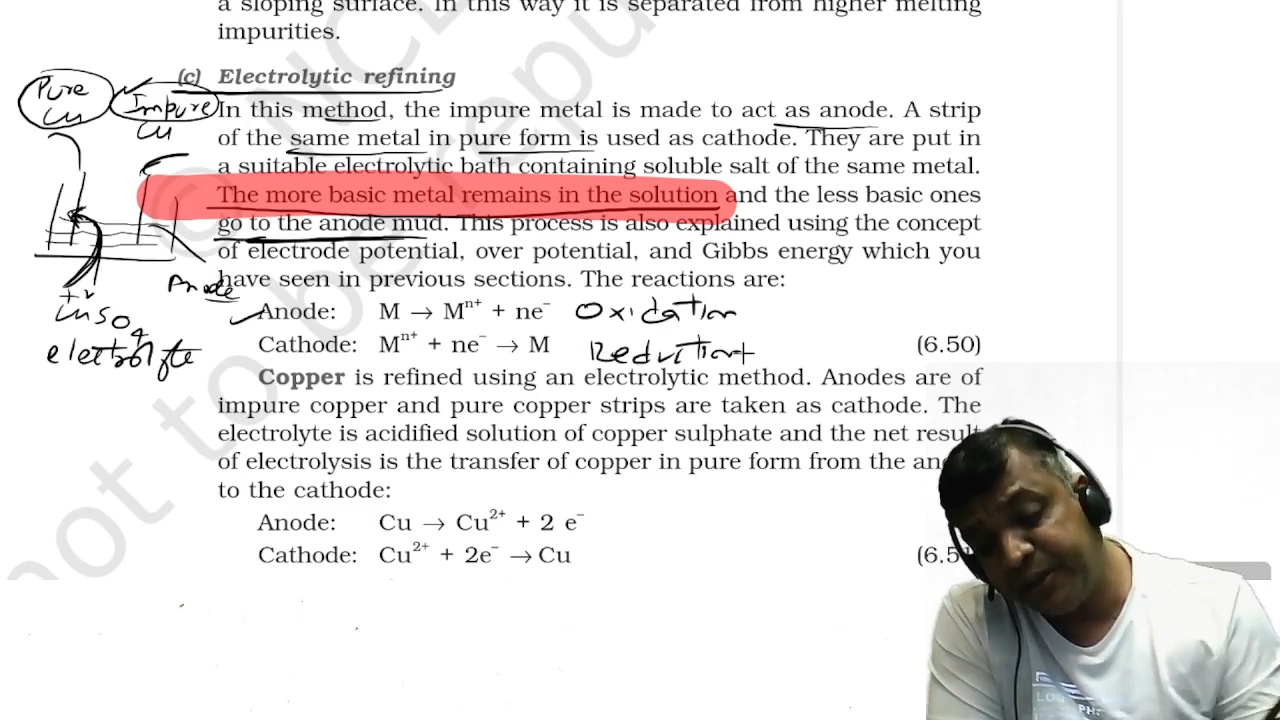 a sloping surface. In this way it is separated from higher melting
impurities.
(c) Electrolytic refining
Pure
Cu
Impure
Cu
In this method, the impure metal is made to act as anode. A strip
of the same metal in pure form is used as cathode. They are put in
a suitable electrolytic bath containing soluble salt of the same metal.
The more basic metal remains in the solution and the less basic ones
go to the anode mud. This process is also explained using the concept
of electrode potential, over potential, and Gibbs energy which you
have seen in previous sections. The reactions are:
Anode
CuSO4
electrolyte
Anode: M → Mⁿ⁺ + ne⁻ Oxidation
Cathode: Mⁿ⁺ + ne⁻ → M Reduction (6.50)
Copper is refined using an electrolytic method. Anodes are of
impure copper and pure copper strips are taken as cathode. The
electrolyte is acidified solution of copper sulphate and the net result
of electrolysis is the transfer of copper in pure form from the
to the cathode:
Anode: Cu → Cu²⁺ + 2 e⁻
Cathode: Cu²⁺ + 2e⁻ → Cu
not to be